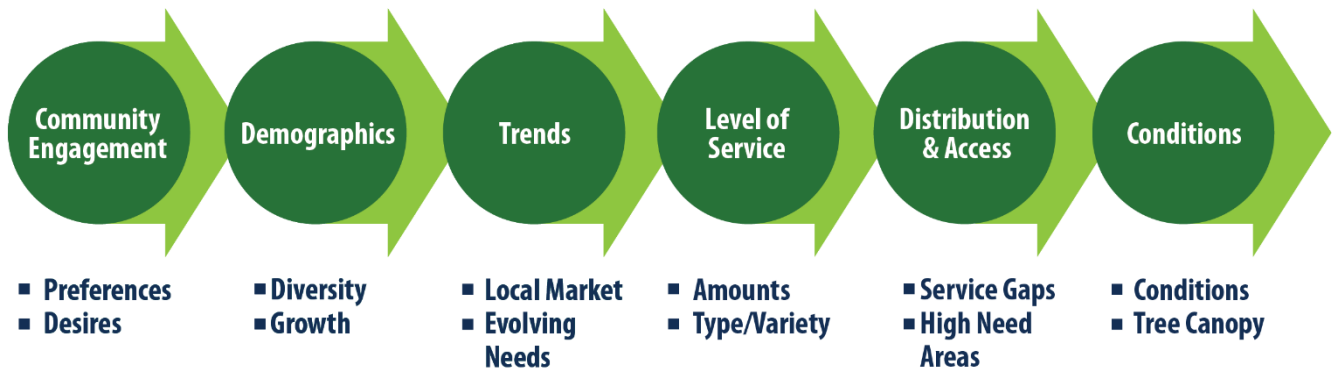 Community
Engagement
Demographics
Trends
Level of
Service
Distribution
& Access
Conditions
▪ Preferences
▪ Desires
▪ Diversity
▪ Growth
▪ Local Market
▪ Evolving
Needs
▪ Amounts
▪ Type/Variety
▪ Service Gaps
▪ High Need
Areas
▪ Conditions
▪ Tree Canopy